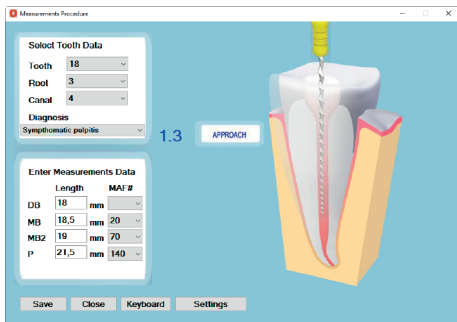 Measurements Procedure
Select Tooth Data
Tooth 18
Root 3
Canal 4
Diagnosis
Sympthomatic pulpitis
1.3 APPROACH
Enter Measurements Data
Length MAF#
DB 18 mm
MB 18,5 mm 20
MB2 19 mm 70
P 21,5 mm 140
Save Close Keyboard Settings